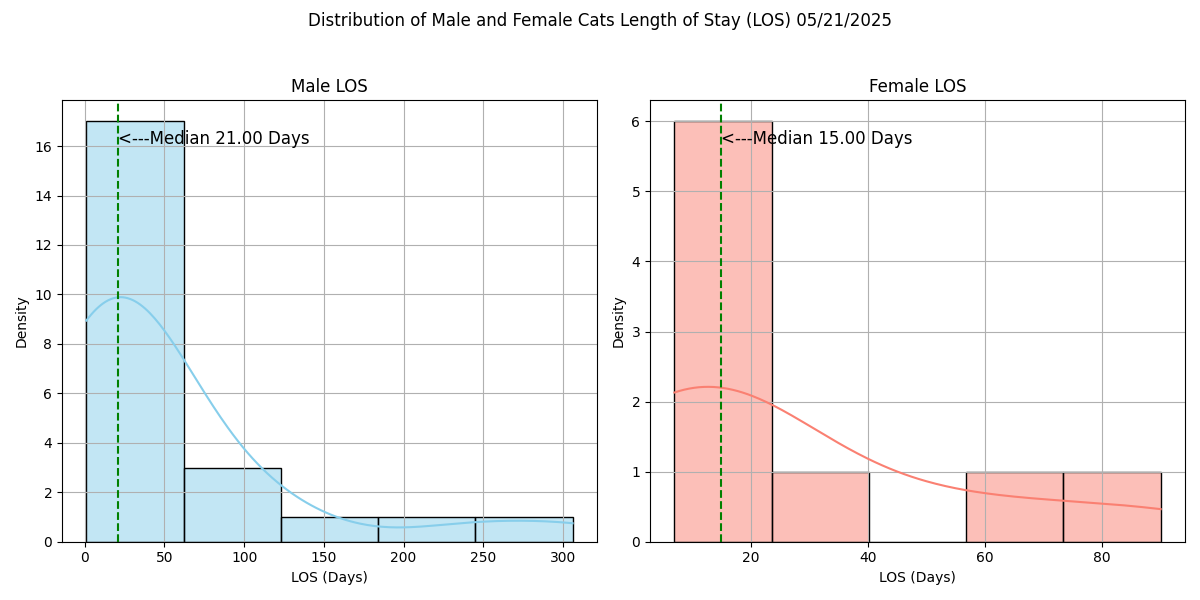 Distribution of Male and Female Cats Length of Stay (LOS) 05/21/2025
Male LOS
Density
16
14
12
10
8
6
4
2
0
<---Median 21.00 Days
0 50 100 150 200 250 300
LOS (Days)
Female LOS
Density
6
5
4
3
2
1
0
<---Median 15.00 Days
20 40 60 80
LOS (Days)